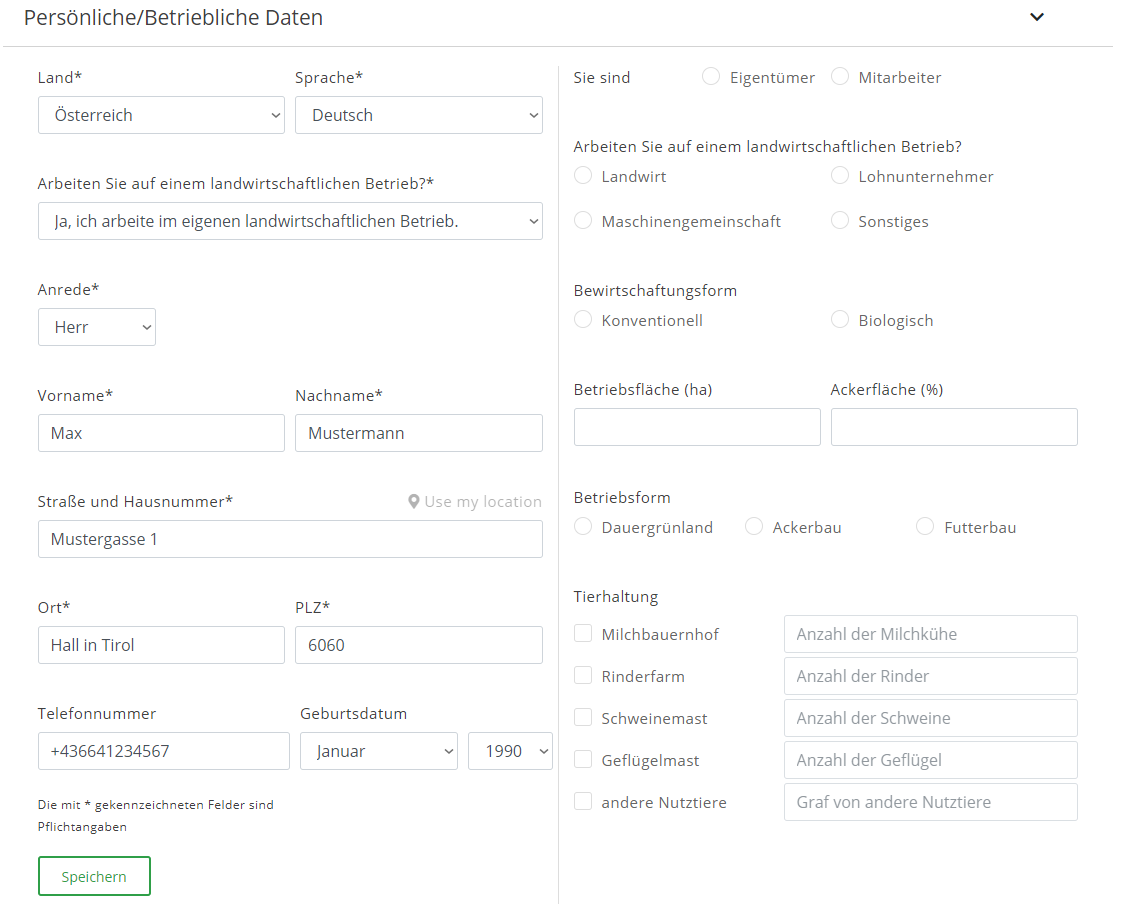 Persönliche/Betriebliche Daten
Land* Sprache*
Österreich Deutsch
Arbeiten Sie auf einem landwirtschaftlichen Betrieb?*
Ja, ich arbeite im eigenen landwirtschaftlichen Betrieb.
Anrede*
Herr
Vorname* Nachname*
Max Mustermann
Straße und Hausnummer* Use my location
Mustergasse 1
Ort* PLZ*
Hall in Tirol 6060
Telefonnummer Geburtsdatum
+436641234567 Januar 1990
Die mit * gekennzeichneten Felder sind
Pflichtangaben
Speichern
Sie sind Eigentümer Mitarbeiter
Arbeiten Sie auf einem landwirtschaftlichen Betrieb?
Landwirt Lohnunternehmer
Maschinengemeinschaft Sonstiges
Bewirtschaftungsform
Konventionell Biologisch
Betriebsfläche (ha) Ackerfläche (%)
Betriebsform
Dauergrünland Ackerbau Futterbau
Tierhaltung
Milchbauernhof Anzahl der Milchkühe
Rinderfarm Anzahl der Rinder
Schweinemast Anzahl der Schweine
Geflügelmast Anzahl der Geflügel
andere Nutztiere Graf von andere Nutztiere